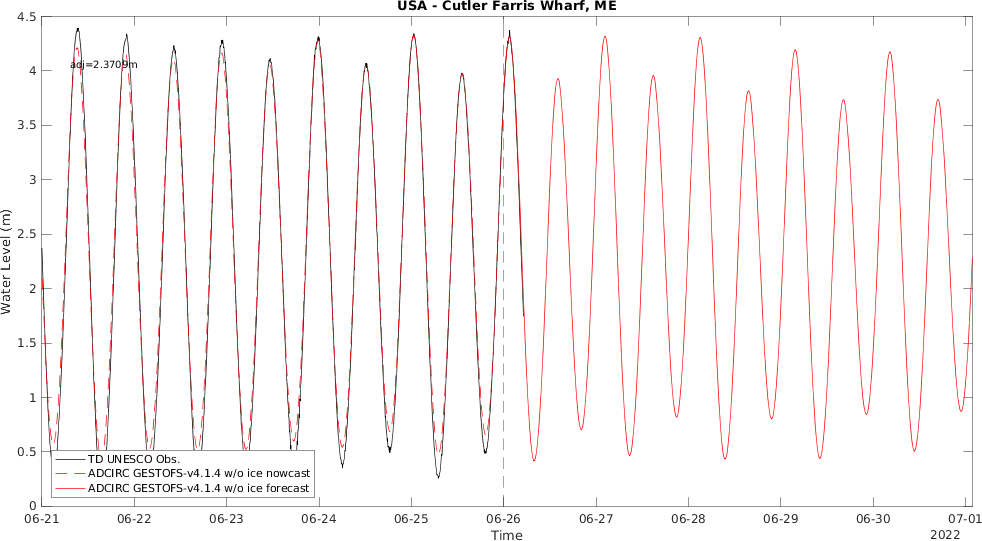 USA - Cutler Farris Wharf, ME
4.5
4
3.5
3
2.5
2
1.5
1
0.5
0
Water Level (m)
adj=2.3709m
TD UNESCO Obs.
ADCIRC GESTOFS-v4.1.4 w/o ice nowcast
ADCIRC GESTOFS-v4.1.4 w/o ice forecast
06-21 06-22 06-23 06-24 06-25 06-26 06-27 06-28 06-29 06-30 07-01
Time
2022